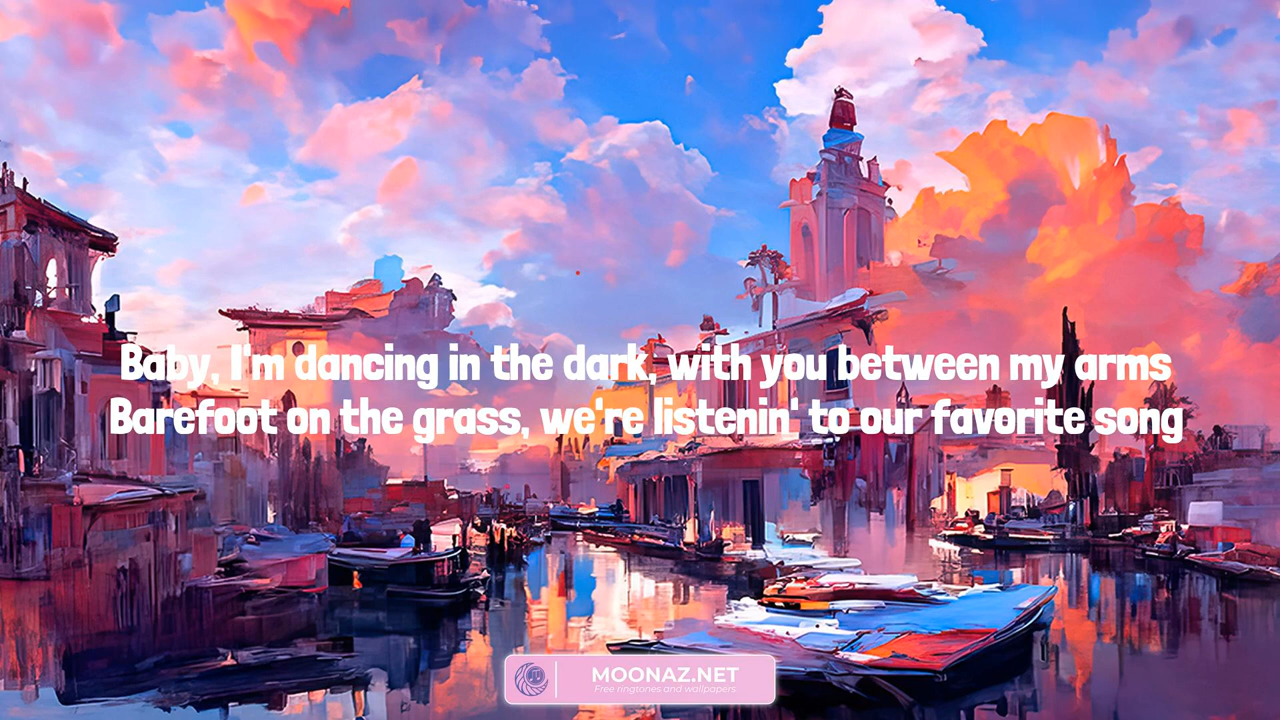 Baby, I'm dancing in the dark, with you between my arms
Barefoot on the grass, we're listenin' to our favorite song
MOONAZ.NET
Free ringtones and wallpapers